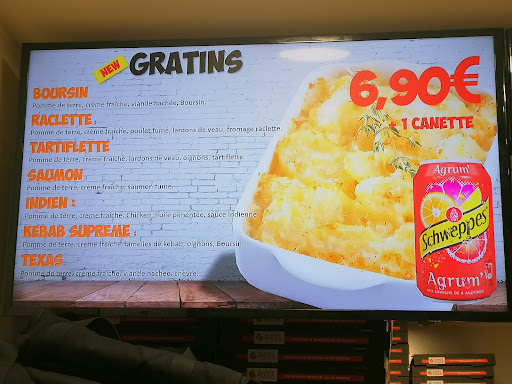 NEW
GRATINS
BOURSIN
Pomme de terre, crème fraîche, viande hachée, Boursin.
RACLETTE :
Pomme de terre, crème fraîche, poulet fumé, lardons de veau, fromage raclette.
TARTIFLETTE
Pomme de terre, crème fraîche, lardons de veau, oignons, tartiflette.
SAUMON
Pomme de terre, crème fraîche, saumon fumé.
INDIEN :
Pomme de terre, crème fraîche, Chicken, huile pimentée, sauce Indienne
KEBAB SUPREME :
Pomme de terre, crème fraîche, lamelles de kebab, oignons, Boursin
TEXAS
Pomme de terre, crème fraîche, viande hachée, chèvre.
6,90€
+ 1 CANETTE
Agrum'
Schweppes
Agrum'